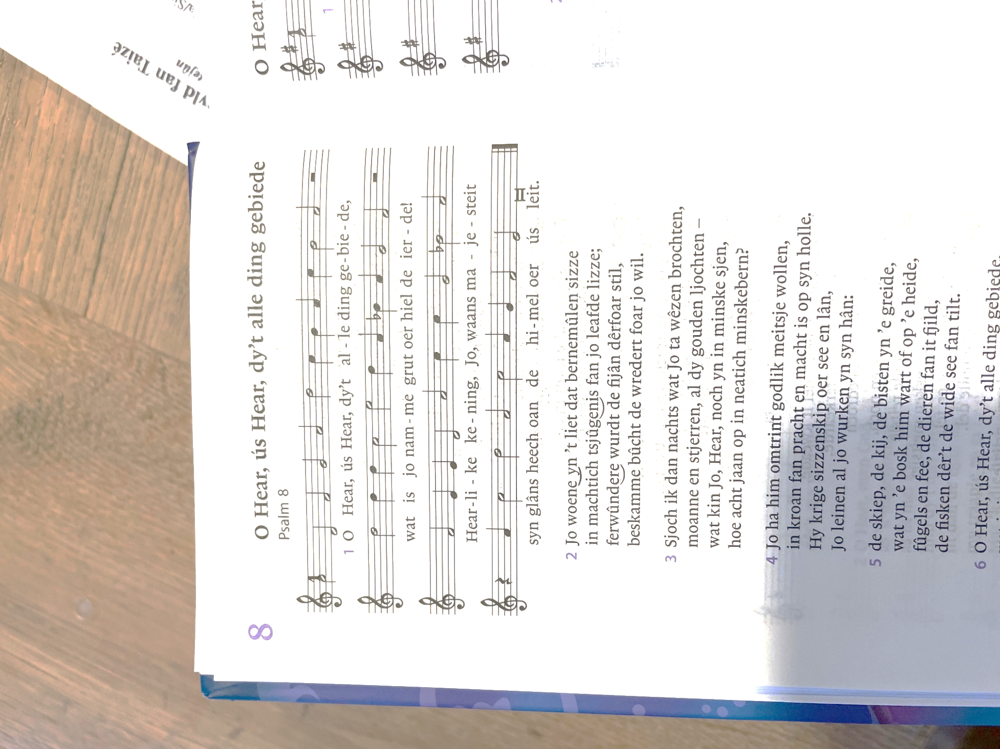 8
O Hear, ús Hear, dy't alle ding gebiede
Psalm 8
1 O Hear, ús Hear, dy't al - le ding ge - bie - de,
wat is jo nam - me grut oer hiel de ier - de!
Hear - li - ke ke - ning, Jo, waans ma - je - steit
syn glâns heech oan de hi - mel oer ús leit.
2 Jo woene yn 't liet dat bernemûlen sizze
in machtich tsjûgenis fan jo leafde lizze;
ferwûndere wurdt de fijân dêrfoar stil,
beskamme bûcht de wredert foar jo wil.
3 Sjoch ik dan nachts wat Jo ta wêzen brochten,
moanne en stjerren, al dy gouden ljochten –
wat kin Jo, Hear, noch yn in minske sjen,
hoe acht jaan op in neatich minskebern?
4 Jo ha him omtrint godlik meitsje wollen,
in kroan fan pracht en macht is op syn holle.
Hy krige sizzenskip oer see en lân,
Jo leinen al jo wurken yn syn hân:
5 de skiep, de kij, de bisten yn 'e greide,
wat yn 'e bosk him wart of op 'e heide,
fûgels en fee, de dieren fan it fjild,
de fisken dêr't de wide see fan tilt.
6 O Hear, ús Hear, dy't alle ding gebiede,
O Hear,
1
fan Taizé